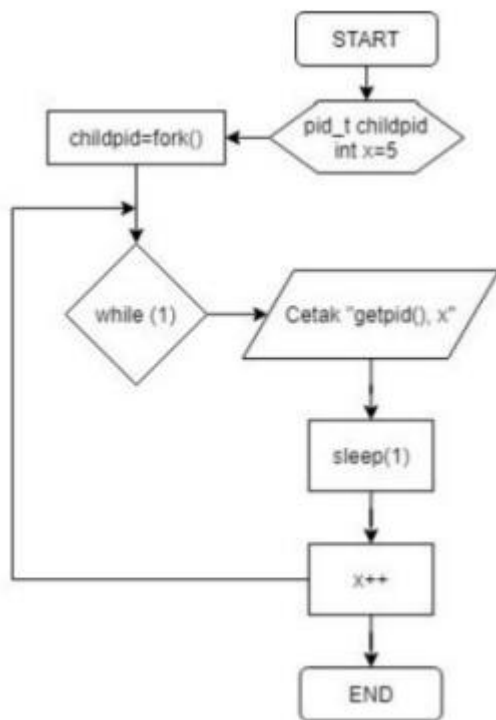 START
pid_t childpid
int x=5
childpid=fork()
while (1)
Cetak "getpid(), x"
sleep(1)
x++
END